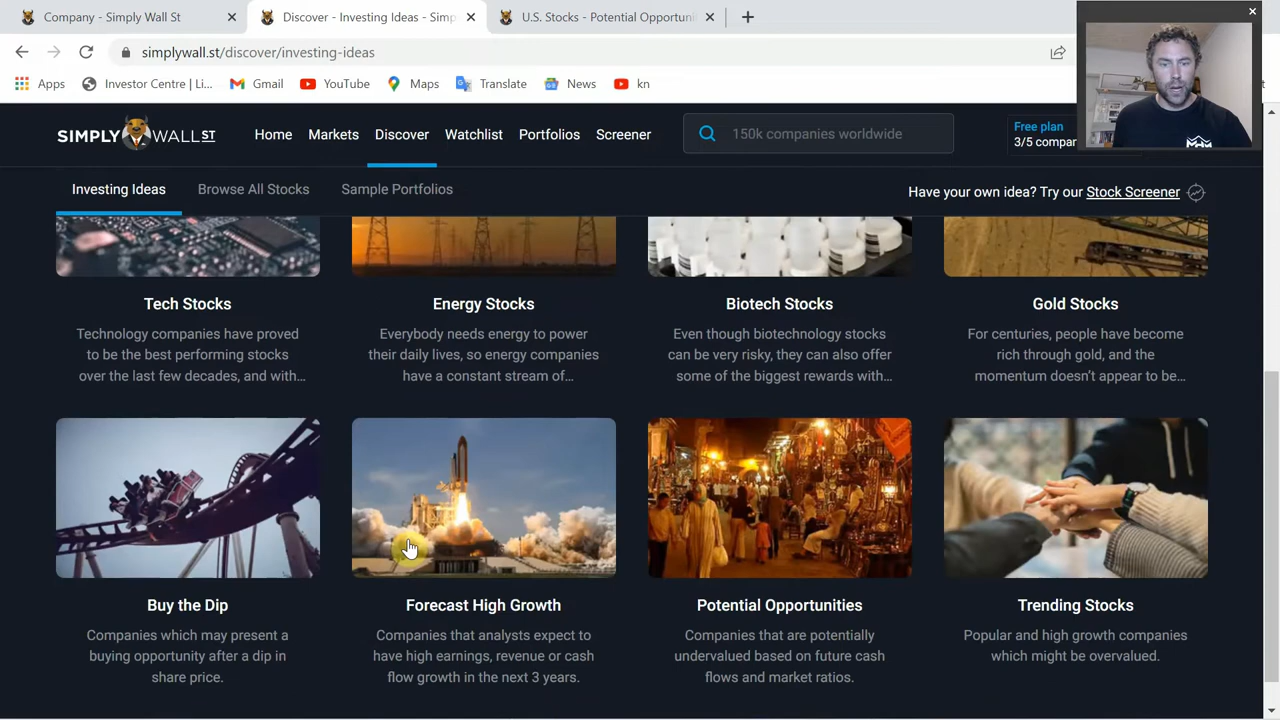 Company - Simply Wall St
Discover - Investing Ideas - Simp
U.S. Stocks - Potential Opportuni
simplywall.st/discover/investing-ideas
Apps
Investor Centre | Li...
Gmail
YouTube
Maps
Translate
News
kn
SIMPLY WALL ST
Home
Markets
Discover
Watchlist
Portfolios
Screener
150k companies worldwide
Free plan
3/5 compar
Investing Ideas
Browse All Stocks
Sample Portfolios
Have your own idea? Try our Stock Screener
Tech Stocks
Technology companies have proved
to be the best performing stocks
over the last few decades, and with...
Energy Stocks
Everybody needs energy to power
their daily lives, so energy companies
have a constant stream of...
Biotech Stocks
Even though biotechnology stocks
can be very risky, they can also offer
some of the biggest rewards with...
Gold Stocks
For centuries, people have become
rich through gold, and the
momentum doesn't appear to be...
Buy the Dip
Companies which may present a
buying opportunity after a dip in
share price.
Forecast High Growth
Companies that analysts expect to
have high earnings, revenue or cash
flow growth in the next 3 years.
Potential Opportunities
Companies that are potentially
undervalued based on future cash
flows and market ratios.
Trending Stocks
Popular and high growth companies
which might be overvalued.